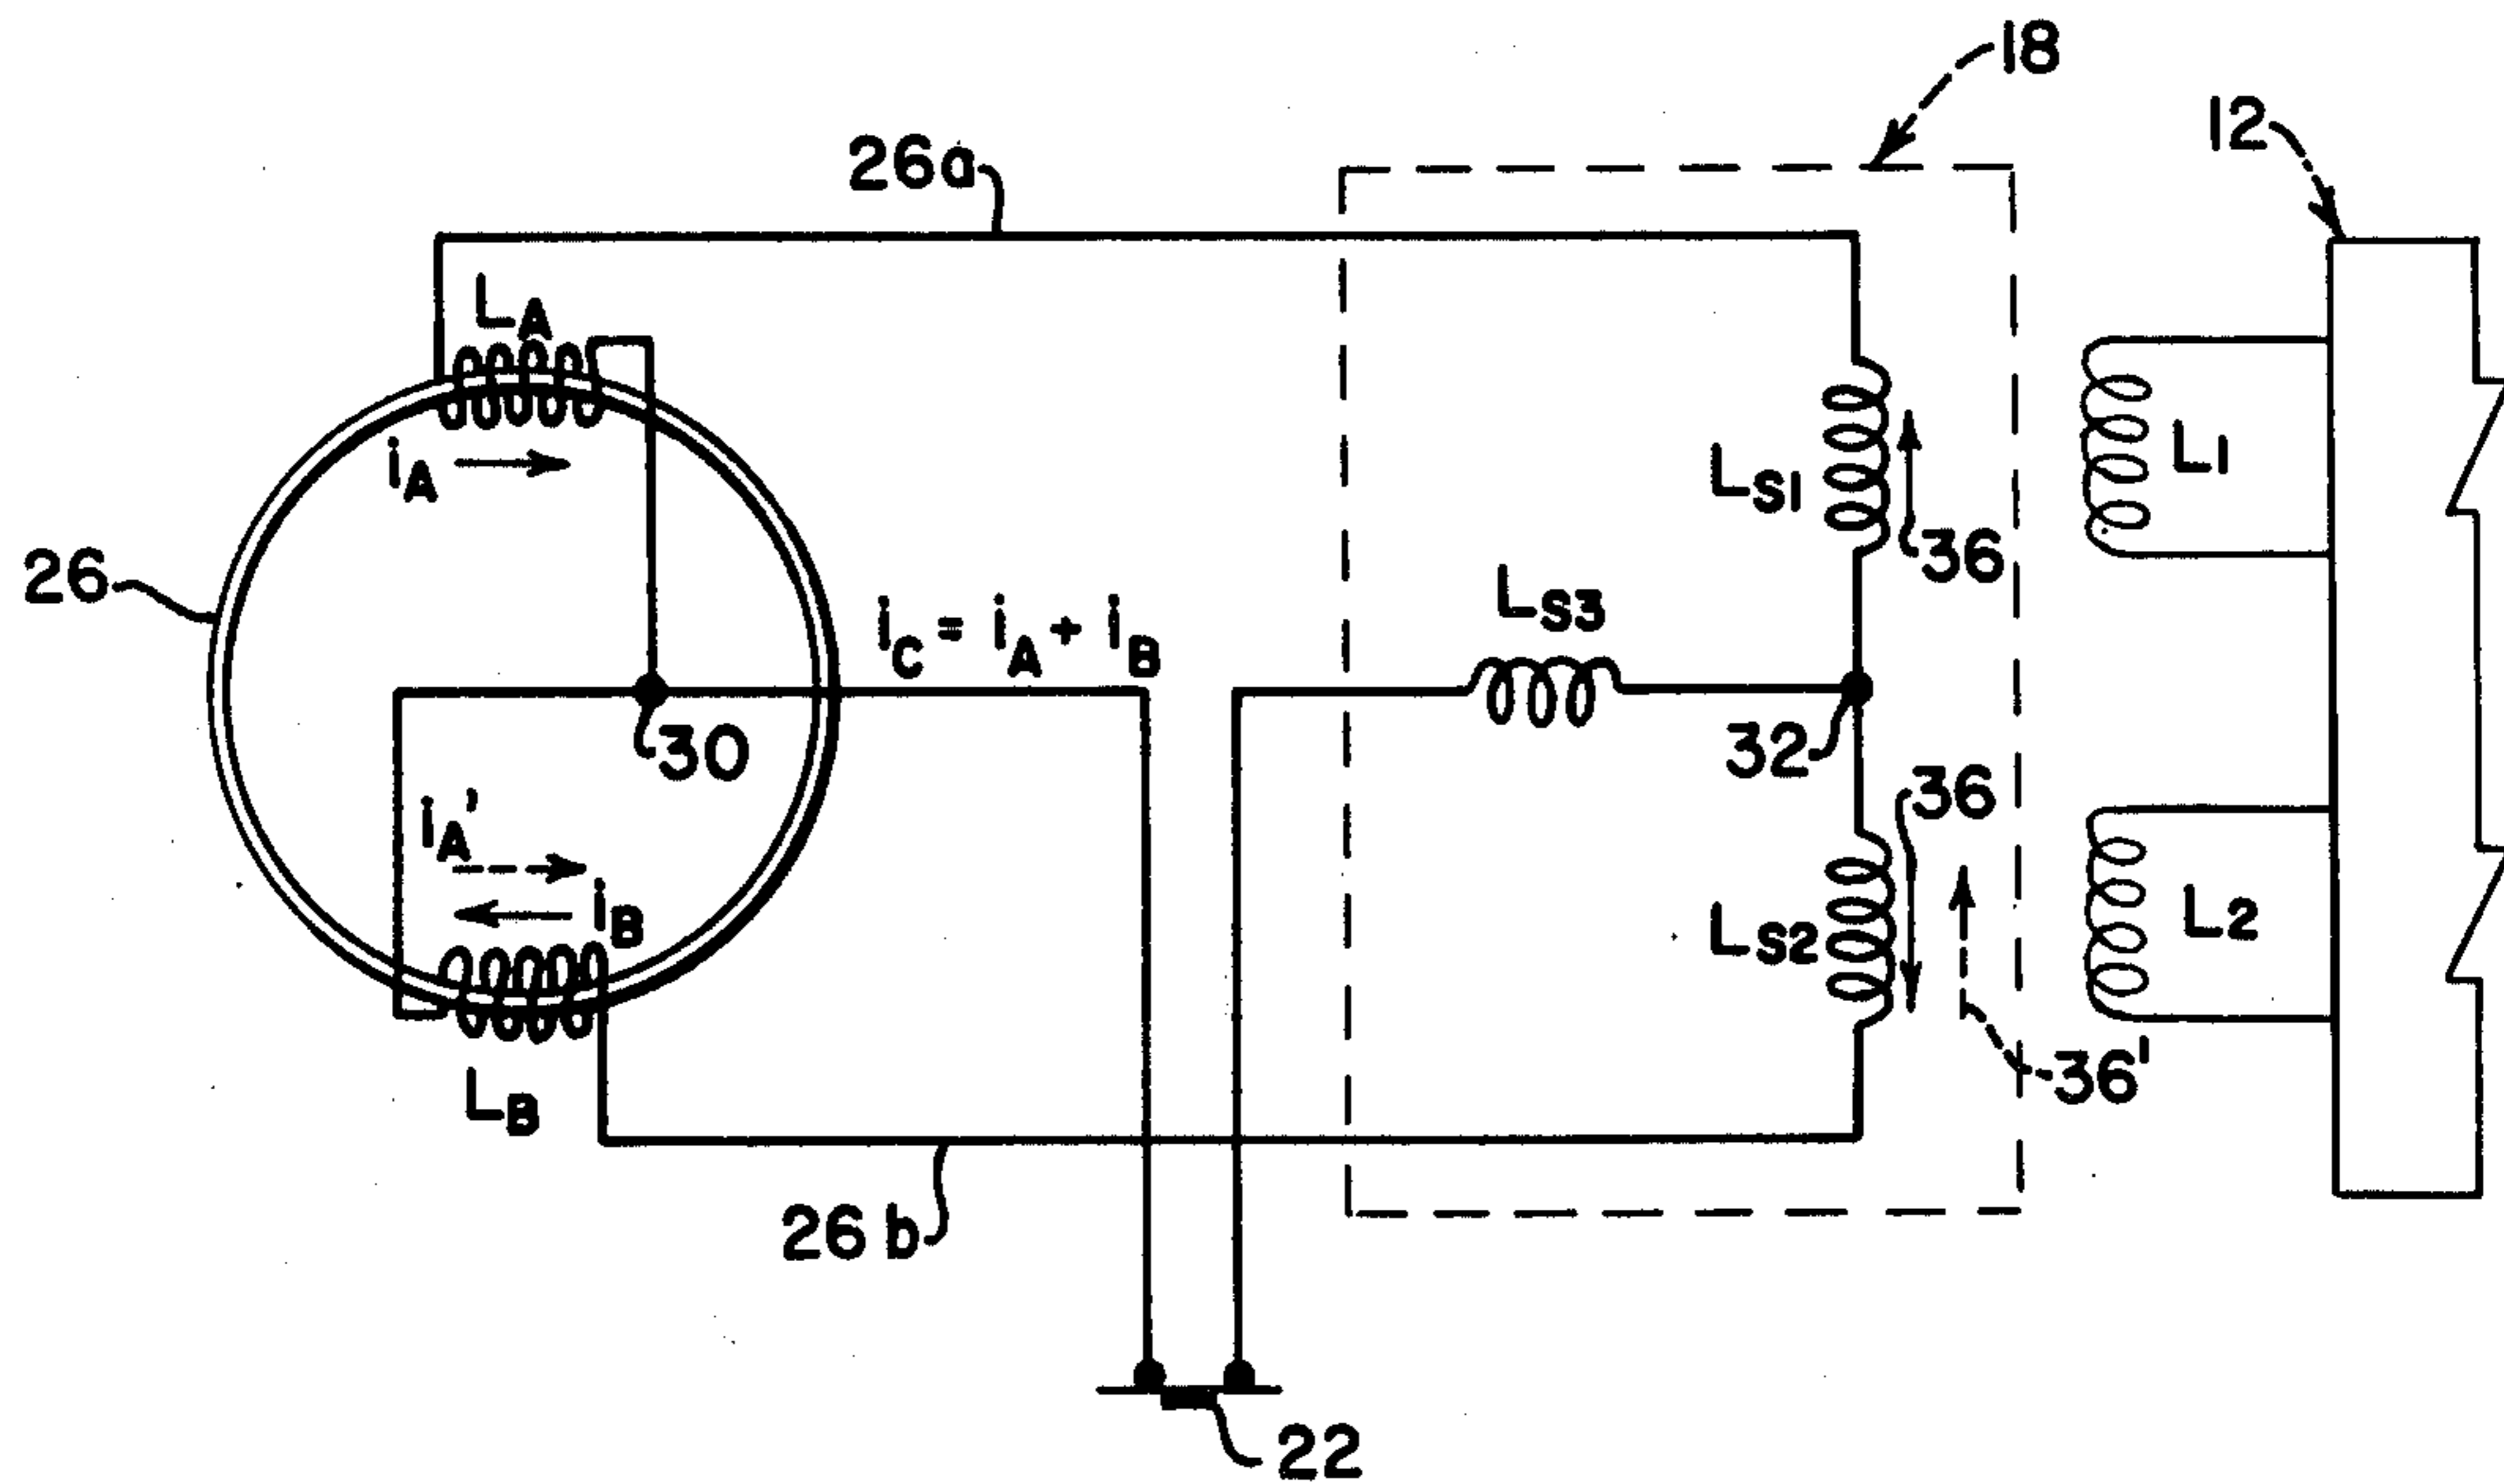 18
12
26a
LA
iA
L1
LS1
36
26
LS3
iC = iA + iB
30
32
36
iA'
iB
LS2
L2
36'
LB
26b
22